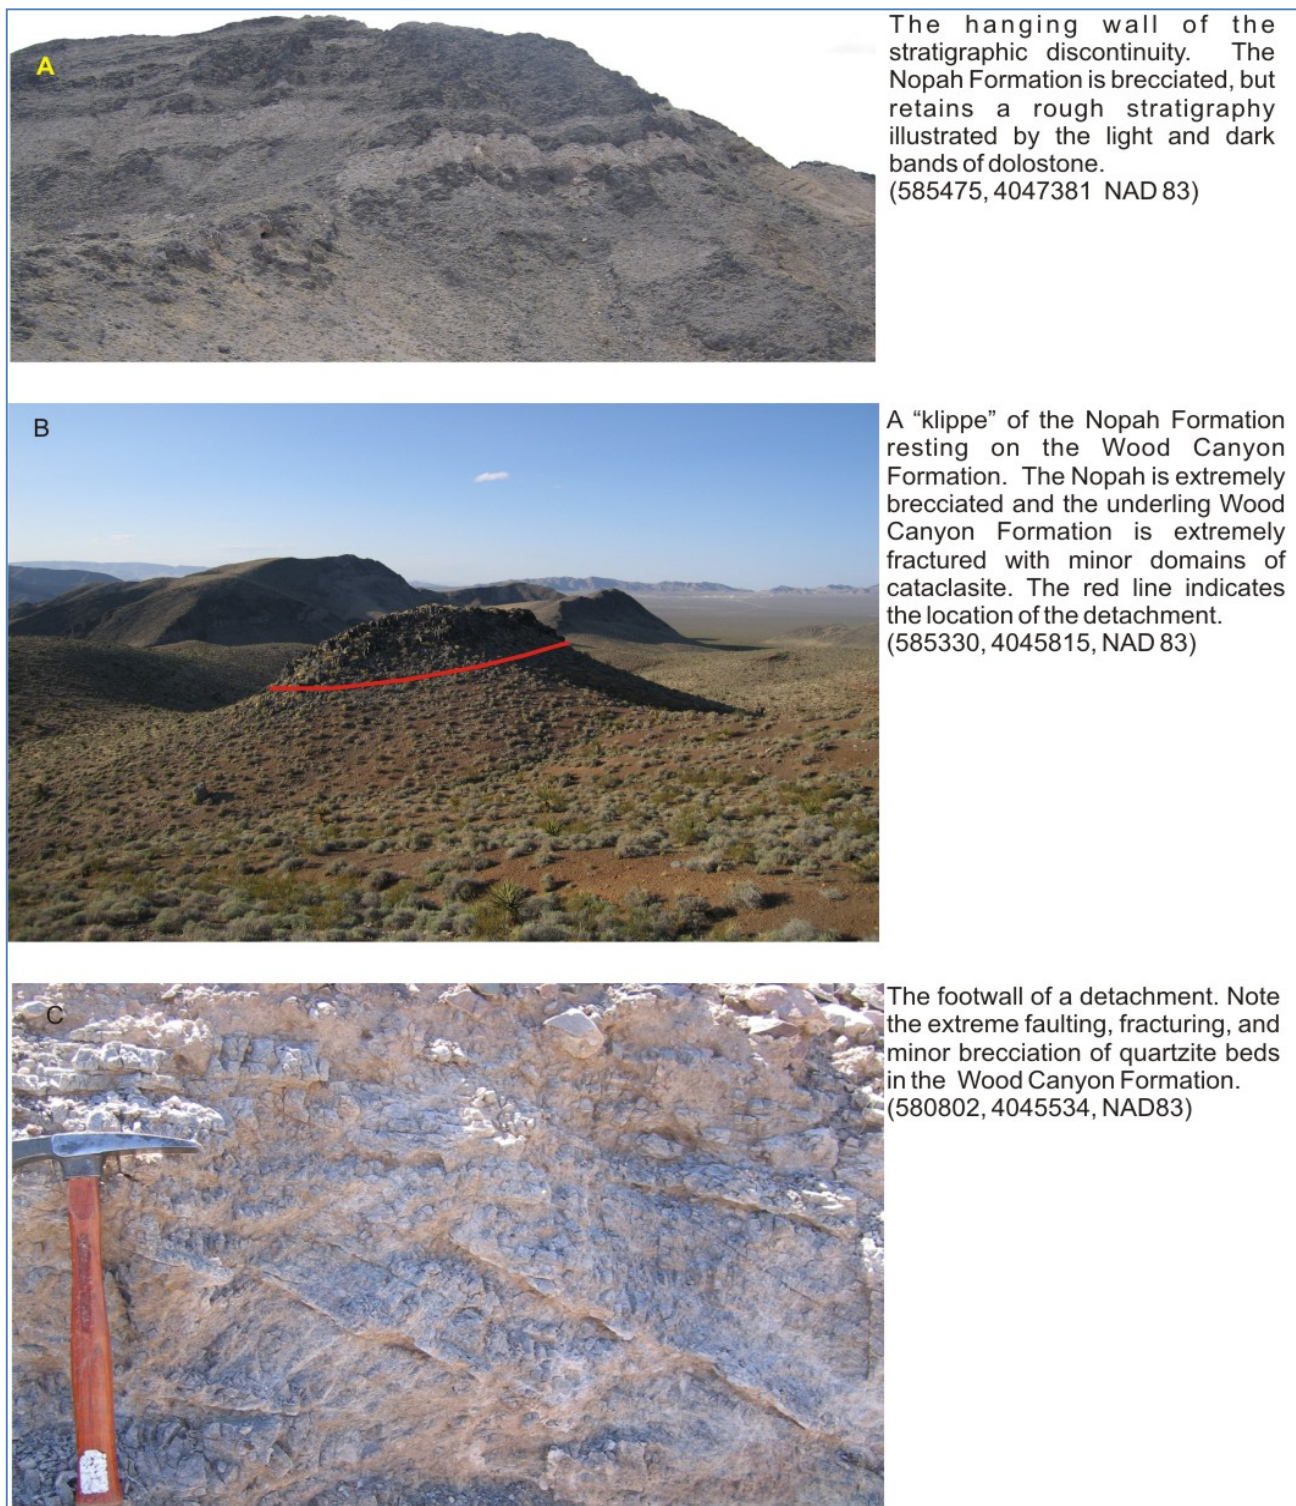 A
The hanging wall of the
stratigraphic discontinuity. The
Nopah Formation is brecciated, but
retains a rough stratigraphy
illustrated by the light and dark
bands of dolostone.
(585475, 4047381 NAD 83)
B
A “klippe” of the Nopah Formation
resting on the Wood Canyon
Formation. The Nopah is extremely
brecciated and the underling Wood
Canyon Formation is extremely
fractured with minor domains of
cataclasite. The red line indicates
the location of the detachment.
(585330, 4045815, NAD 83)
C
The footwall of a detachment. Note
the extreme faulting, fracturing, and
minor brecciation of quartzite beds
in the Wood Canyon Formation.
(580802, 4045534, NAD83)